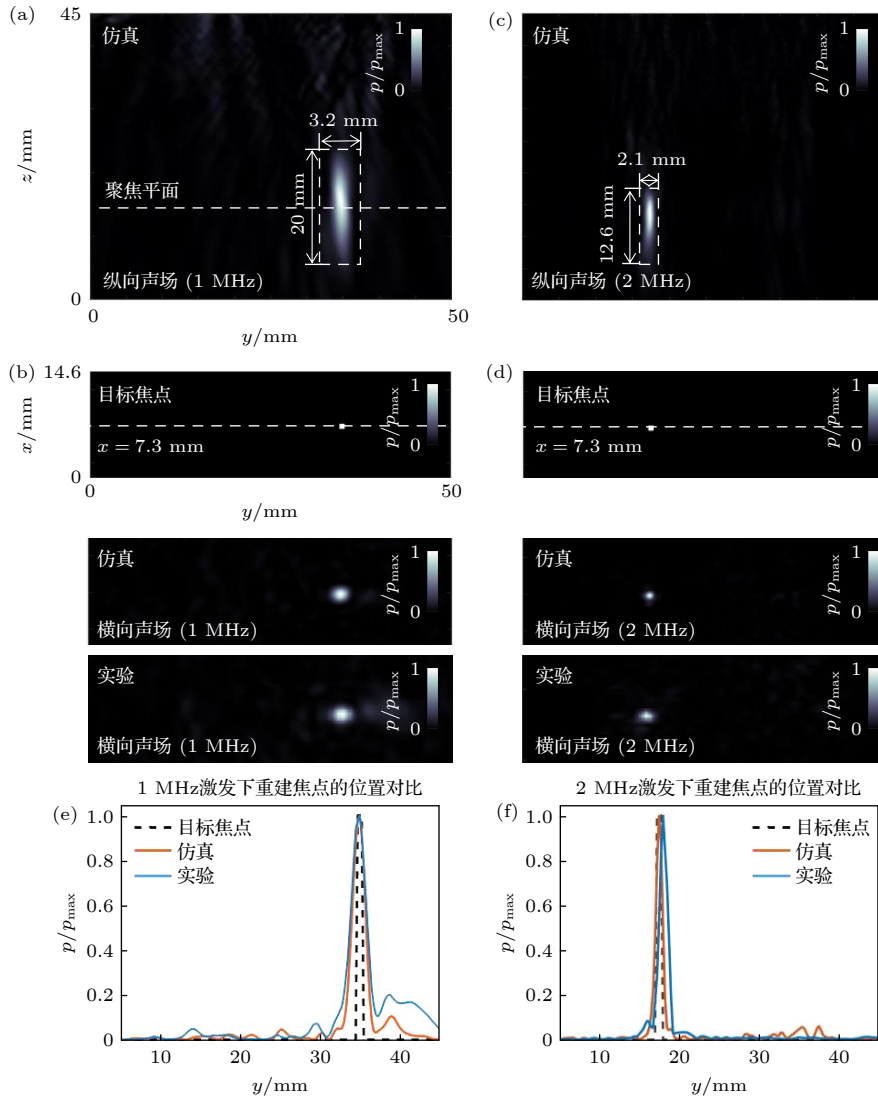 (a)
45
仿真
1
p/pmax
0
3.2 mm
z/mm
聚焦平面
20 mm
纵向声场 (1 MHz)
0
0
50
y/mm
(c)
仿真
1
p/pmax
0
2.1 mm
12.6 mm
纵向声场 (2 MHz)
(b)
14.6
目标焦点
1
p/pmax
0
x/mm
x = 7.3 mm
0
0
50
y/mm
(d)
目标焦点
1
p/pmax
0
x = 7.3 mm
仿真
1
p/pmax
0
横向声场 (1 MHz)
仿真
1
p/pmax
0
横向声场 (2 MHz)
实验
1
p/pmax
0
横向声场 (1 MHz)
实验
1
p/pmax
0
横向声场 (2 MHz)
1 MHz激发下重建焦点的位置对比
(e)
1.0
0.8
0.6
0.4
0.2
0
p/pmax
目标焦点
仿真
实验
10
20
30
40
y/mm
2 MHz激发下重建焦点的位置对比
(f)
1.0
0.8
0.6
0.4
0.2
0
p/pmax
目标焦点
仿真
实验
10
20
30
40
y/mm